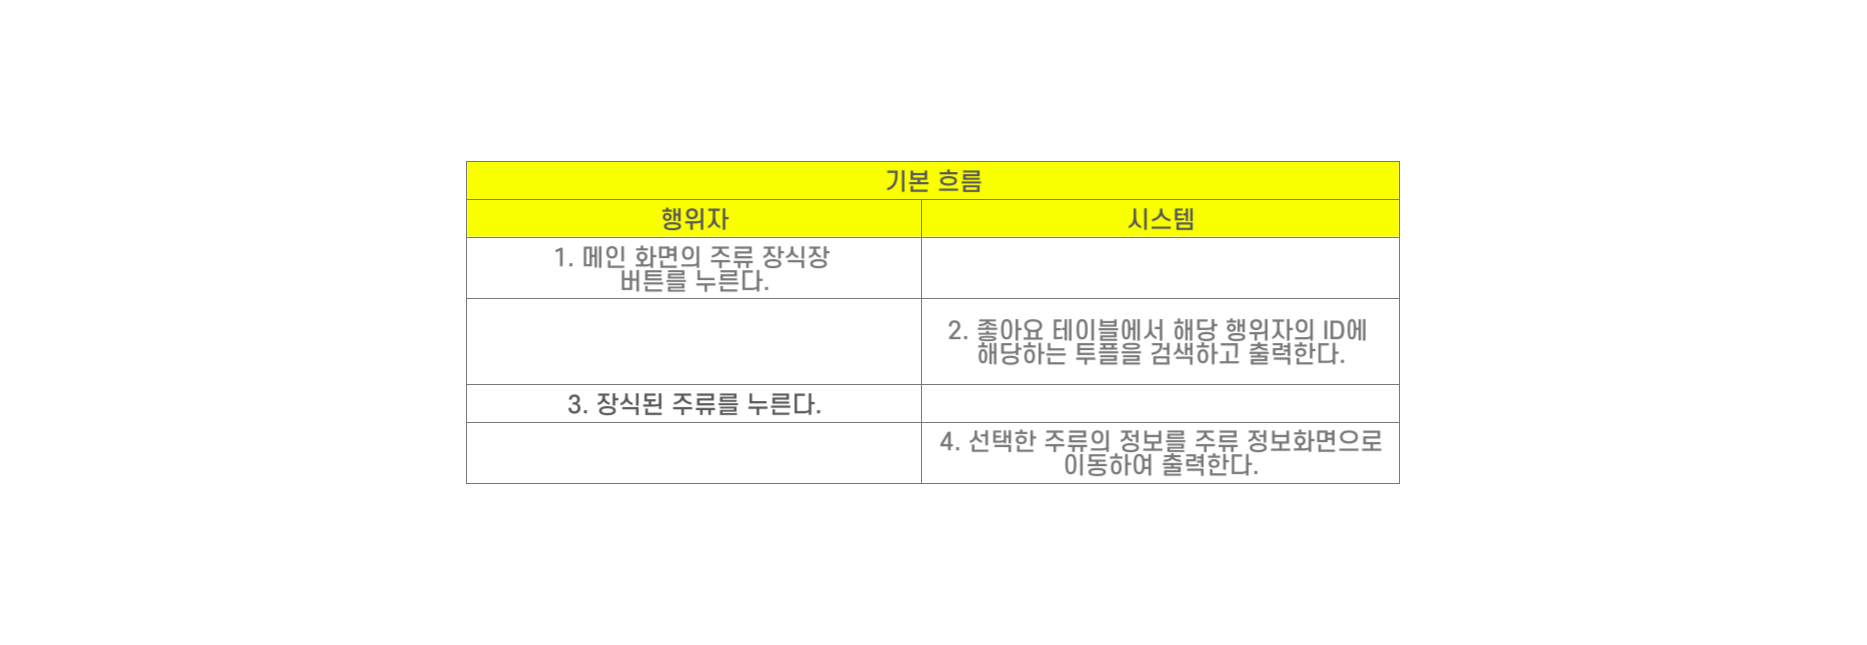 기본 흐름
행위자
시스템
1. 메인 화면의 주류 장식장
버튼를 누른다.
2. 좋아요 테이블에서 해당 행위자의 ID에
해당하는 투플을 검색하고 출력한다.
3. 장식된 주류를 누른다.
4. 선택한 주류의 정보를 주류 정보화면으로
이동하여 출력한다.